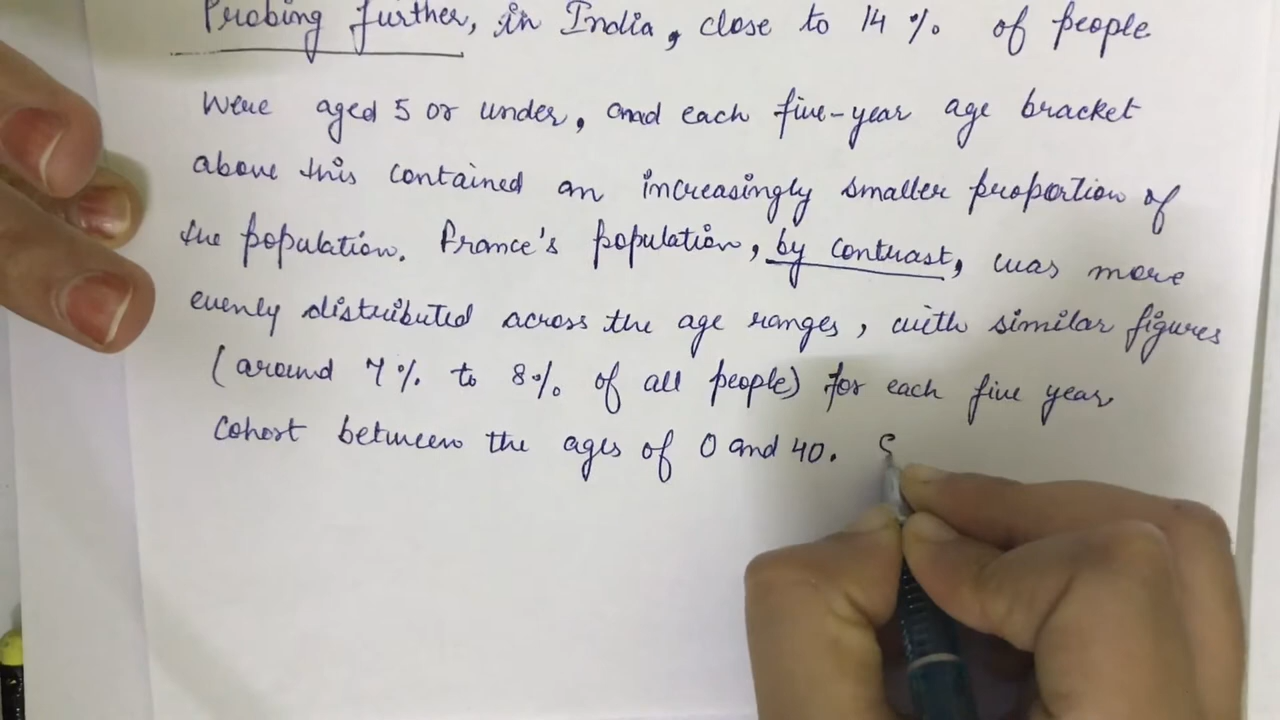 Probing further, in India, close to 14% of people
were aged 5 or under, and each five-year age bracket
above this contained an increasingly smaller proportion of
the population. France's population, by contrast, was more
evenly distributed across the age ranges, with similar figures
(around 7% to 8% of all people) for each five year
cohort between the ages of 0 and 40. S